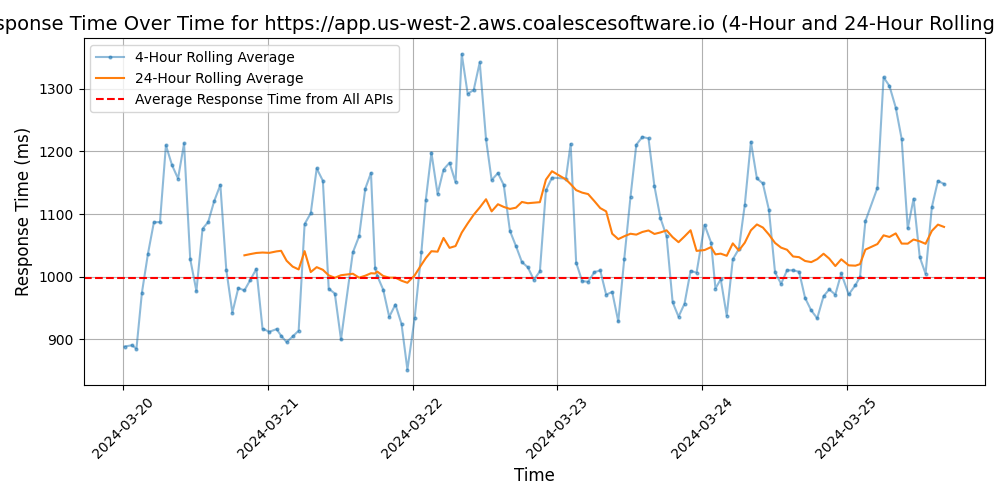 sponse Time Over Time for https://app.us-west-2.aws.coalescesoftware.io (4-Hour and 24-Hour Rolling
4-Hour Rolling Average
24-Hour Rolling Average
Average Response Time from All APIs
Response Time (ms)
1300
1200
1100
1000
900
2024-03-20
2024-03-21
2024-03-22
2024-03-23
2024-03-24
2024-03-25
Time